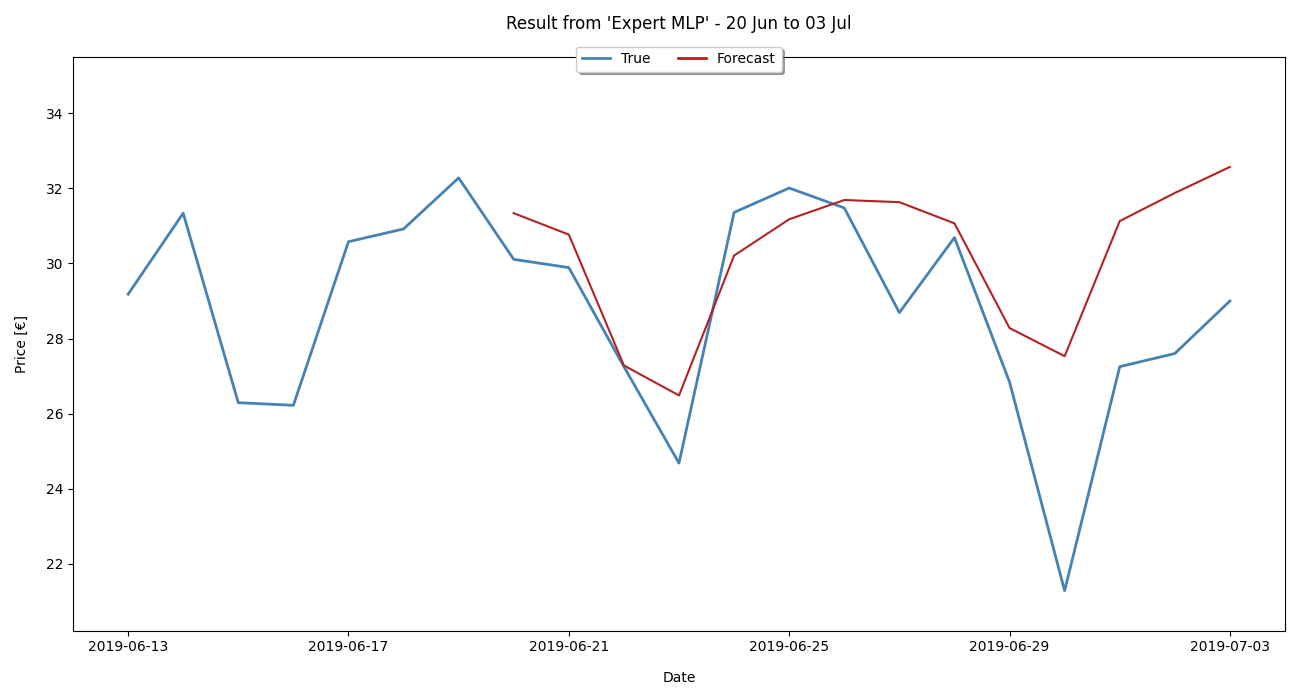 Result from 'Expert MLP' - 20 Jun to 03 Jul
True
Forecast
34
32
30
28
26
24
22
Price [€]
2019-06-13
2019-06-17
2019-06-21
2019-06-25
2019-06-29
2019-07-03
Date